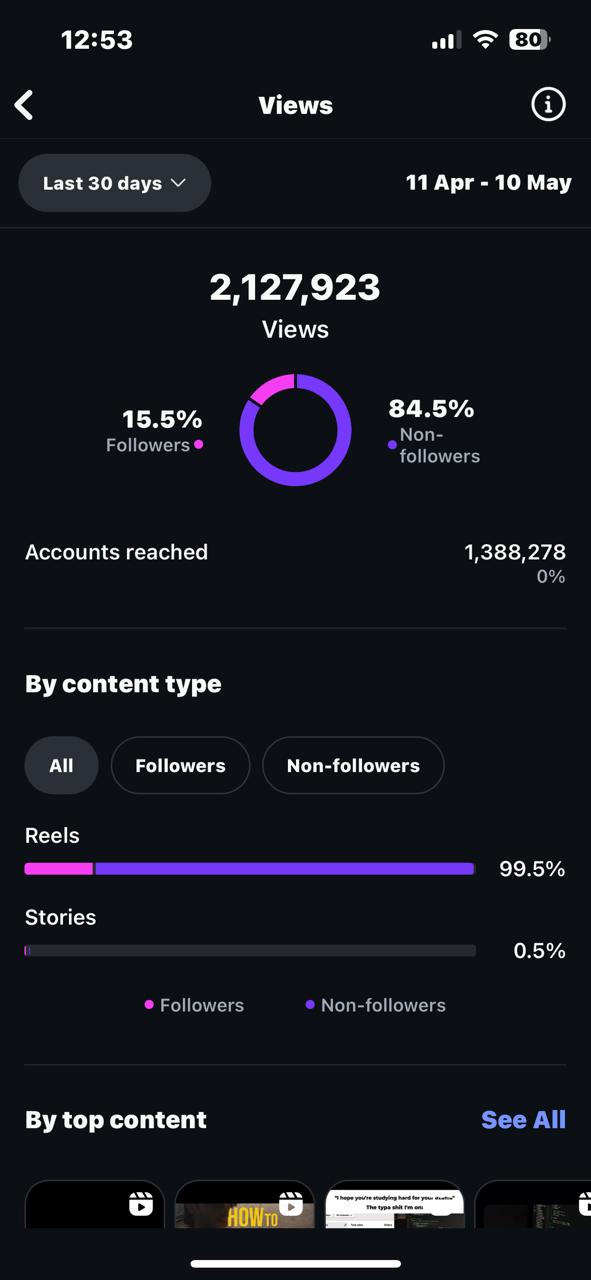 12:53
80
Views
Last 30 days
11 Apr - 10 May
2,127,923
Views
15.5%
Followers
84.5%
Non-
followers
Accounts reached
1,388,278
0%
By content type
All
Followers
Non-followers
Reels
99.5%
Stories
0.5%
Followers
Non-followers
By top content
See All
HOW TO
"I hope you're studying hard for your
The typa shit I'm on: